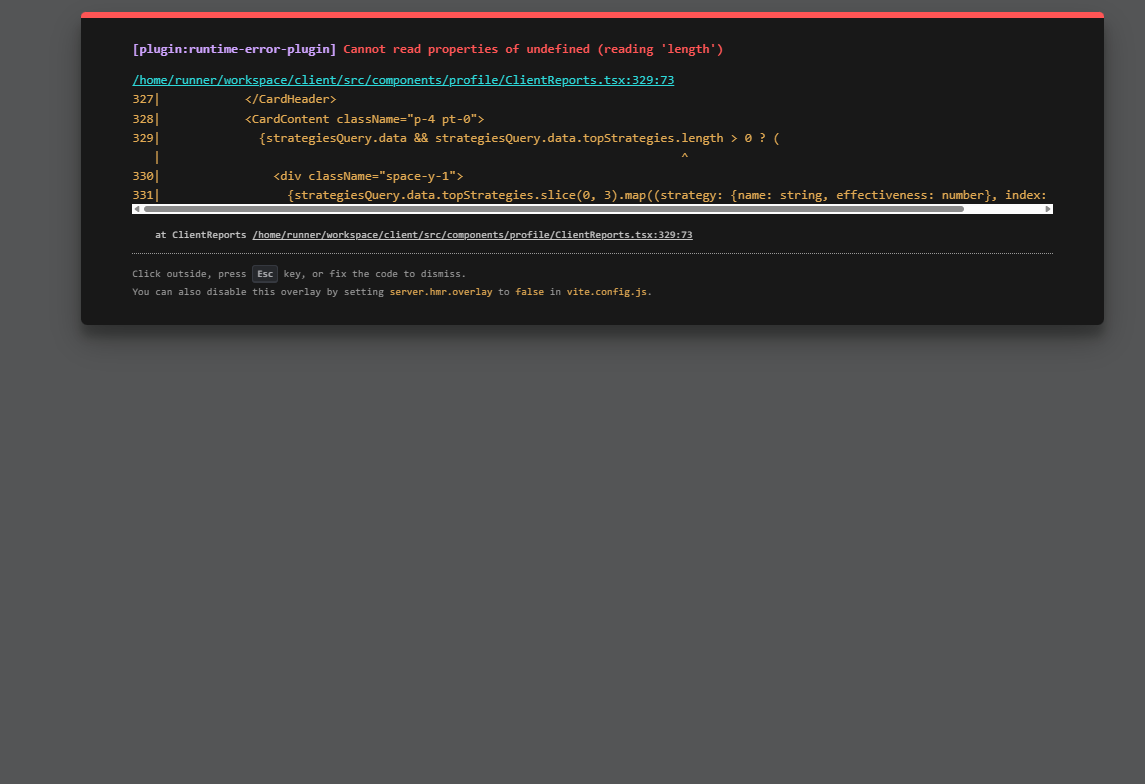 [plugin:runtime-error-plugin] Cannot read properties of undefined (reading 'length')
/home/runner/workspace/client/src/components/profile/ClientReports.tsx:329:73
327|            </CardHeader>
328|            <CardContent className="p-4 pt-0">
329|              {strategiesQuery.data && strategiesQuery.data.topStrategies.length > 0 ? (
   |                                                                         ^
330|                <div className="space-y-1">
331|                  {strategiesQuery.data.topStrategies.slice(0, 3).map((strategy: {name: string, effectiveness: number}, index:
at ClientReports /home/runner/workspace/client/src/components/profile/ClientReports.tsx:329:73
Click outside, press Esc key, or fix the code to dismiss.
You can also disable this overlay by setting server.hmr.overlay to false in vite.config.js.